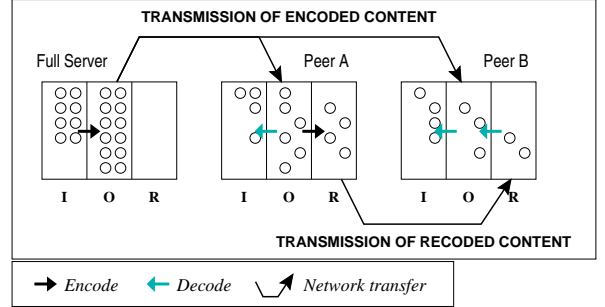 TRANSMISSION OF ENCODED CONTENT
Full Server Peer A Peer B
I O R I O R I O R
TRANSMISSION OF RECODED CONTENT
Encode Decode Network transfer